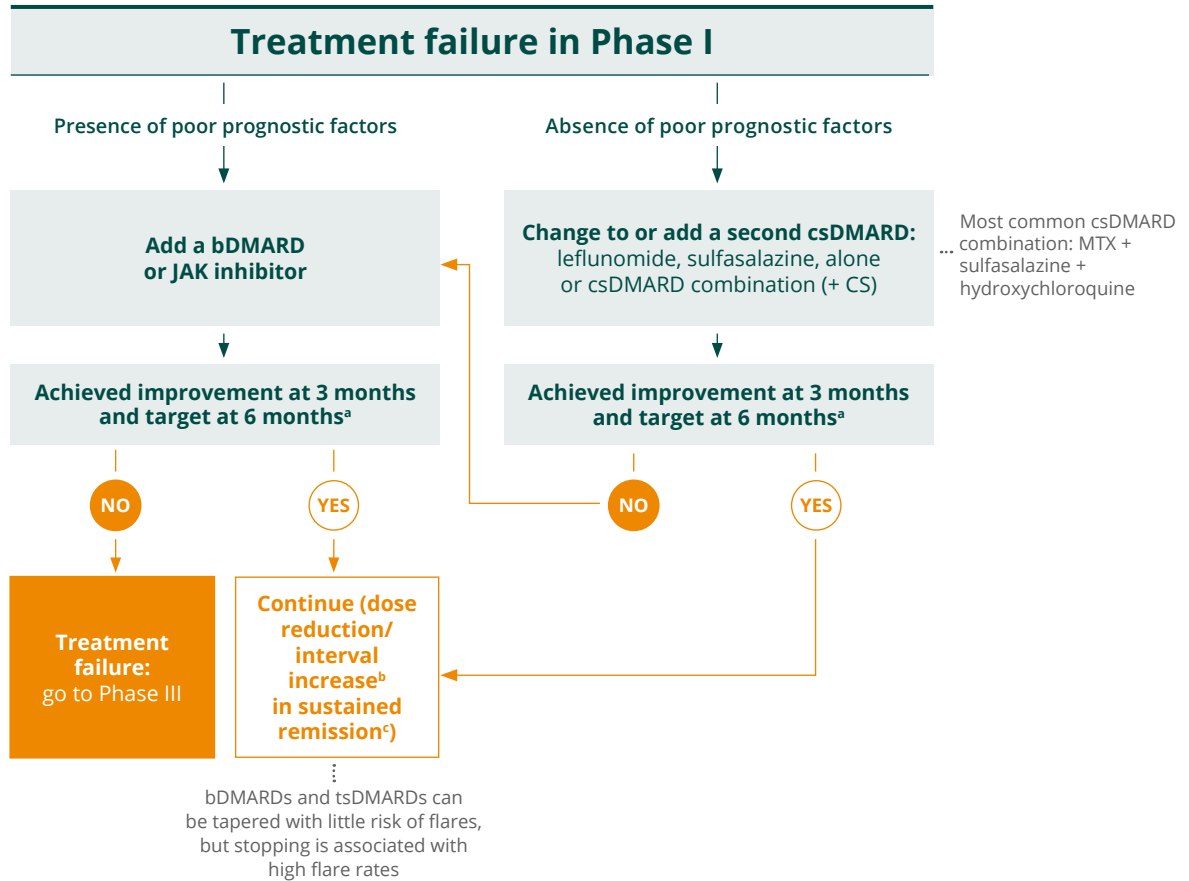 Treatment failure in Phase I
Presence of poor prognostic factors
Absence of poor prognostic factors
Add a bDMARD
or JAK inhibitor
Change to or add a second csDMARD:
leflunomide, sulfasalazine, alone
or csDMARD combination (+ CS)
Most common csDMARD
combination: MTX +
sulfasalazine +
hydroxychloroquine
Achieved improvement at 3 months
and target at 6 monthsᵃ
Achieved improvement at 3 months
and target at 6 monthsᵃ
NO
YES
NO
YES
Treatment
failure:
go to Phase III
Continue (dose
reduction/
interval
increaseᵇ
in sustained
remissionᶜ)
bDMARDs and tsDMARDs can
be tapered with little risk of flares,
but stopping is associated with
high flare rates